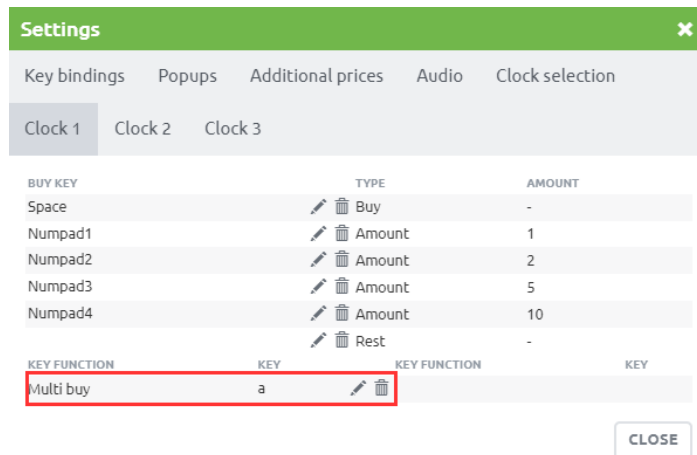 Settings
Key bindings Popups Additional prices Audio Clock selection
Clock 1 Clock 2 Clock 3
BUY KEY TYPE AMOUNT
Space Buy -
Numpad1 Amount 1
Numpad2 Amount 2
Numpad3 Amount 5
Numpad4 Amount 10
Rest -
KEY FUNCTION KEY KEY FUNCTION KEY
Multi buy a
CLOSE